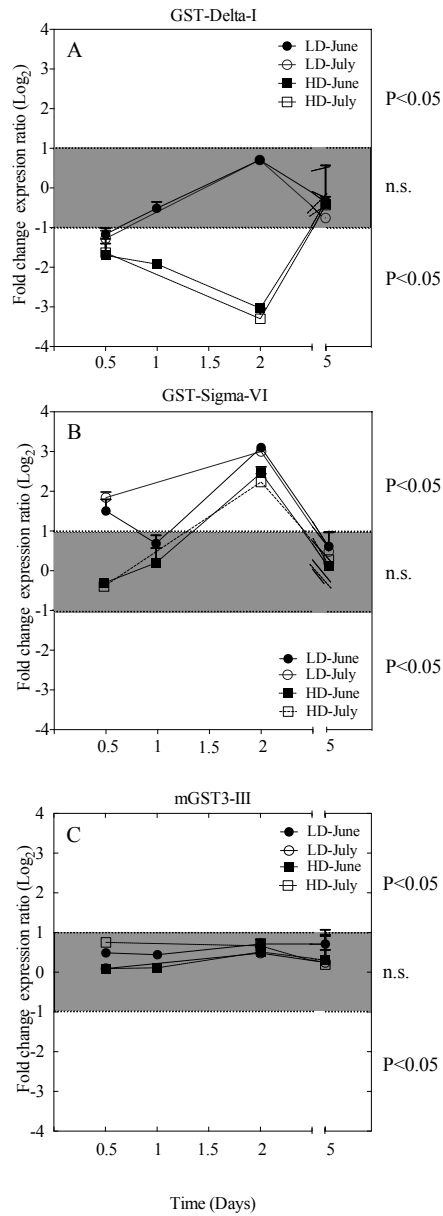 GST-Delta-I
A
LD-June
LD-July
HD-June
HD-July
4
3
2
1
0
-1
-2
-3
-4
Fold change expresion ratio (Log2)
P<0.05
n.s.
P<0.05
0.5 1 1.5 2 5
GST-Sigma-VI
B
4
3
2
1
0
-1
-2
-3
-4
Fold change expression ratio (Log2)
P<0.05
n.s.
P<0.05
LD-June
LD-July
HD-June
HD-July
0.5 1 1.5 2 5
mGST3-III
C
LD-June
LD-July
HD-June
HD-July
4
3
2
1
0
-1
-2
-3
-4
Fold change expression ratio (Log2)
P<0.05
n.s.
P<0.05
0.5 1 1.5 2 5
Time (Days)